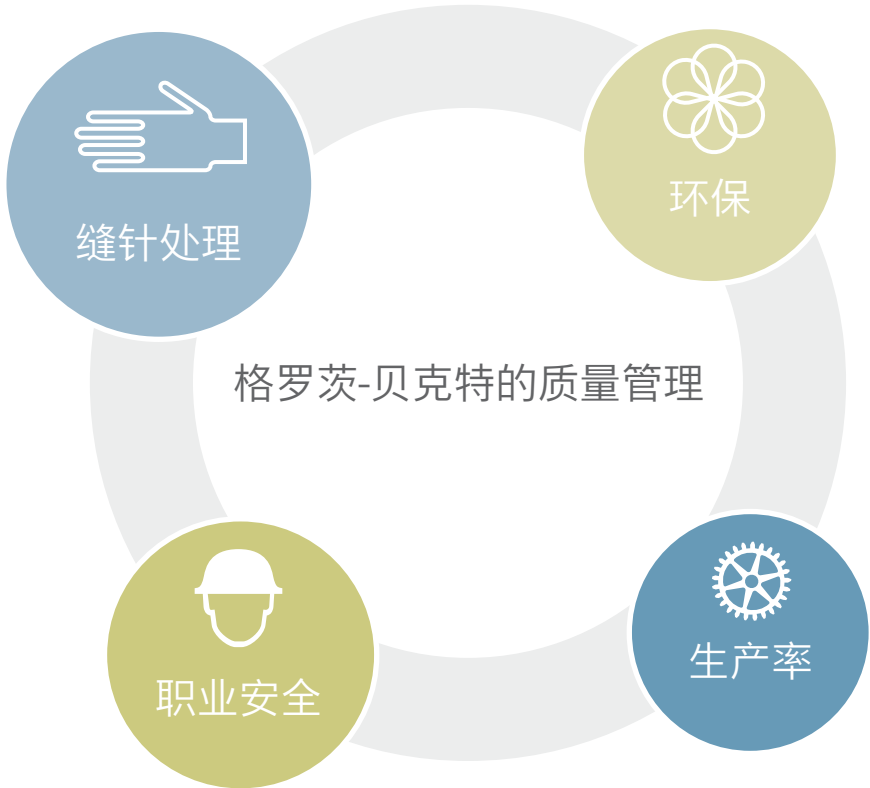 缝针处理
环保
格罗茨-贝克特的质量管理
职业安全
生产率